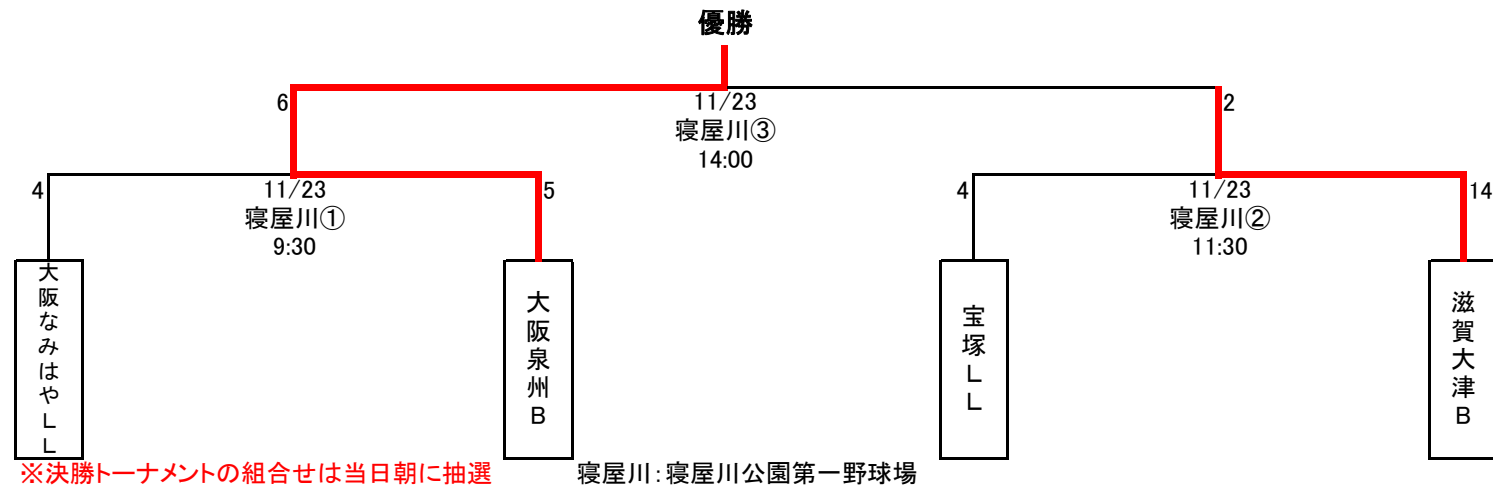 優勝
6
11/23
2
寝屋川③
14:00
4
11/23
5
4
11/23
14
寝屋川①
寝屋川②
9:30
11:30
大阪なみはやLL
大阪泉州B
宝塚LL
滋賀大津B
※決勝トーナメントの組合せは当日朝に抽選
寝屋川:寝屋川公園第一野球場